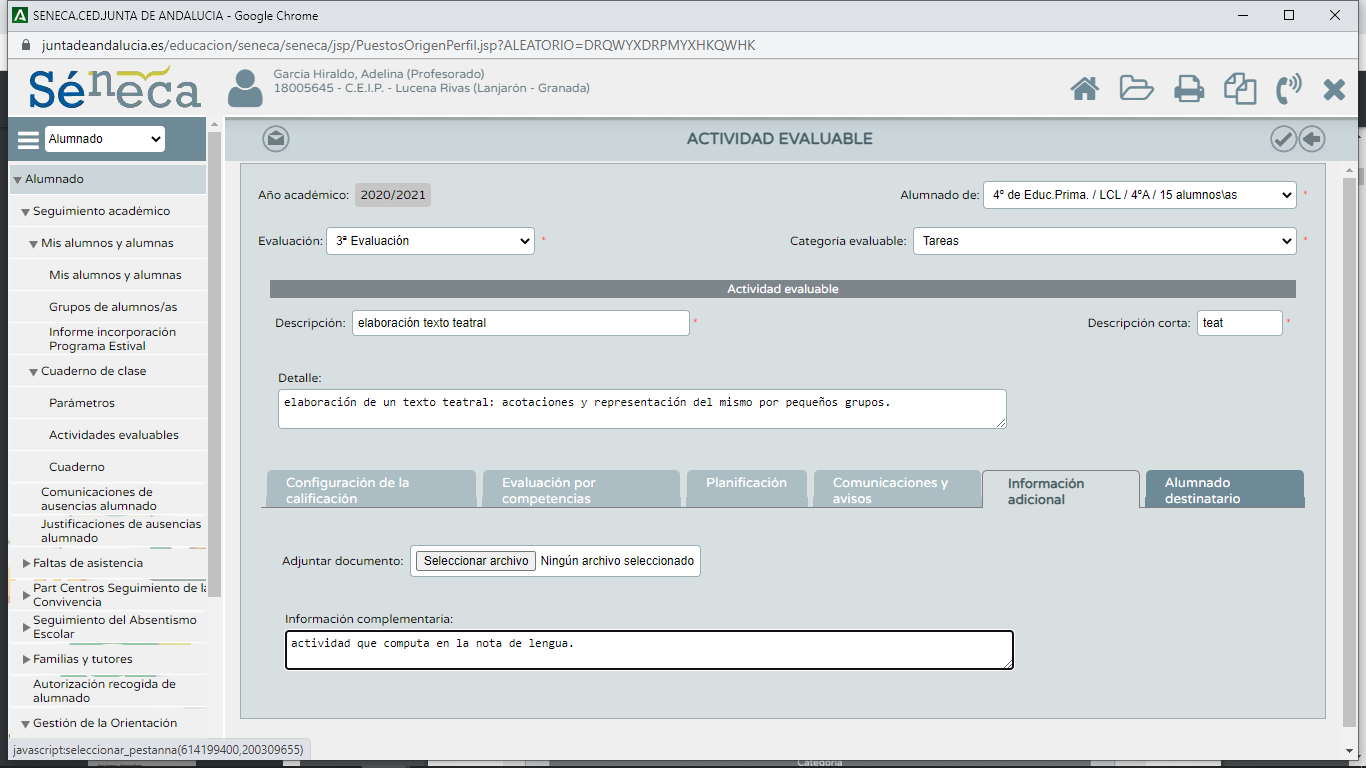 SENECA.CED.JUNTA DE ANDALUCIA - Google Chrome
juntadeandalucia.es/educacion/seneca/seneca/jsp/PuestosOrigenPerfil.jsp?ALEATORIO=DRQWYXDRPMYXHKQWHK
Séneca
García Hiraldo, Adelina (Profesorado)
18005645 - C.E.I.P. - Lucena Rivas (Lanjarón - Granada)
Alumnado
ACTIVIDAD EVALUABLE
Alumnado
Seguimiento académico
Mis alumnos y alumnas
Mis alumnos y alumnas
Grupos de alumnos/as
Informe incorporación
Programa Estival
Cuaderno de clase
Parámetros
Actividades evaluables
Cuaderno
Comunicaciones de
ausencias alumnado
Justificaciones de ausencias
alumnado
Faltas de asistencia
Part Centros Seguimiento de la
Convivencia
Seguimiento del Absentismo
Escolar
Familias y tutores
Autorización recogida de
alumnado
Gestión de la Orientación
Año académico: 2020/2021
Alumnado de: 4º de Educ.Prima. / LCL / 4ºA / 15 alumnos\as *
Evaluación: 3ª Evaluación *
Categoría evaluable: Tareas *
Actividad evaluable
Descripción: elaboración texto teatral *
Descripción corta: teat *
Detalle:
elaboración de un texto teatral: acotaciones y representación del mismo por pequeños grupos.
Configuración de la
calificación
Evaluación por
competencias
Planificación
Comunicaciones y
avisos
Información
adicional
Alumnado
destinatario
Adjuntar documento: Seleccionar archivo Ningún archivo seleccionado
Información complementaria:
actividad que computa en la nota de lengua.
javascript:seleccionar_pestanna(614199400,200309655)
Categoría